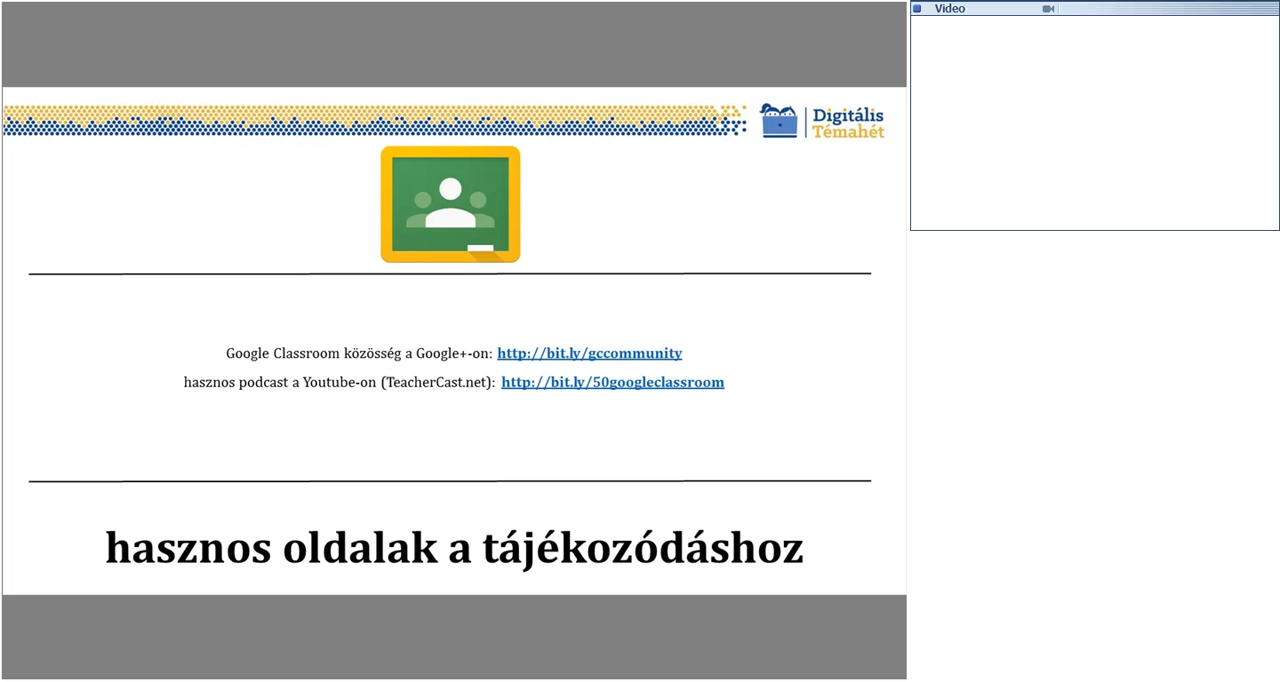 Video
Digitális
Témahét
Google Classroom közösség a Google+-on: http://bit.ly/gccommunity
hasznos podcast a Youtube-on (TeacherCast.net): http://bit.ly/50googleclassroom
hasznos oldalak a tájékozódáshoz